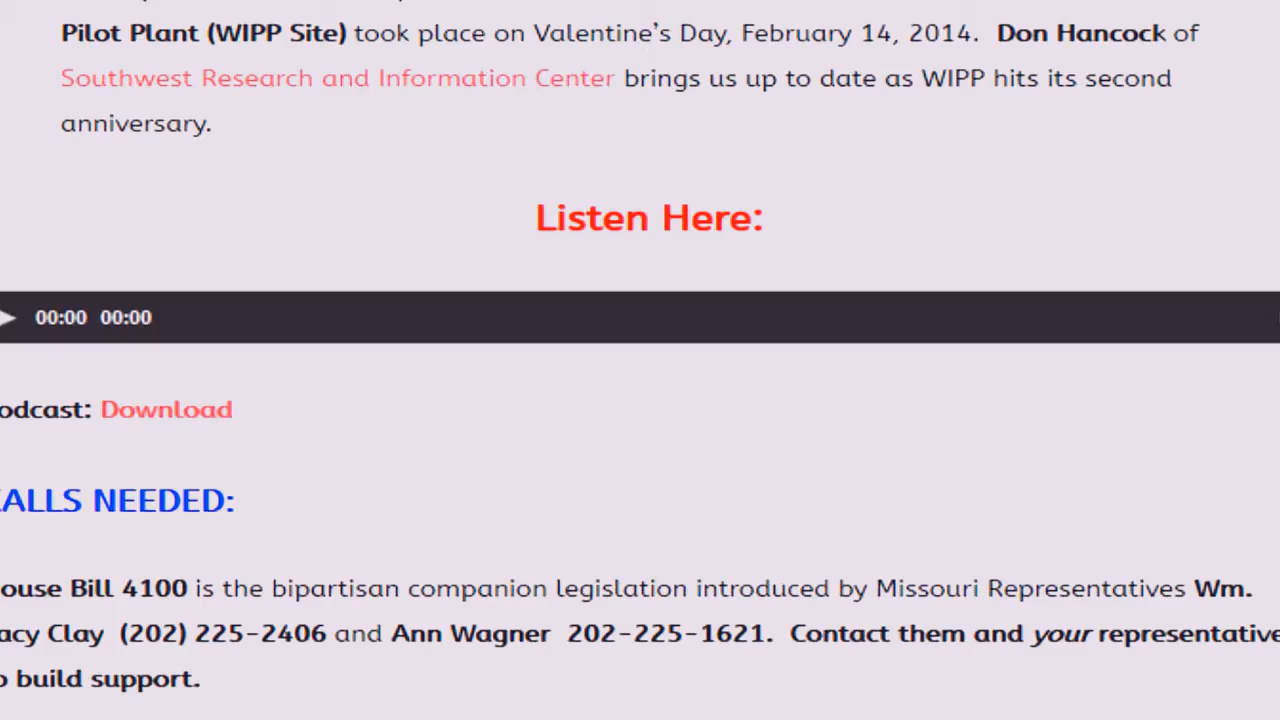 Pilot Plant (WIPP Site) took place on Valentine’s Day, February 14, 2014. Don Hancock of
Southwest Research and Information Center brings us up to date as WIPP hits its second
anniversary.
Listen Here:
00:00 00:00
odcast: Download
ALLS NEEDED:
ouse Bill 4100 is the bipartisan companion legislation introduced by Missouri Representatives Wm.
acy Clay (202) 225-2406 and Ann Wagner 202-225-1621. Contact them and your representative
o build support.